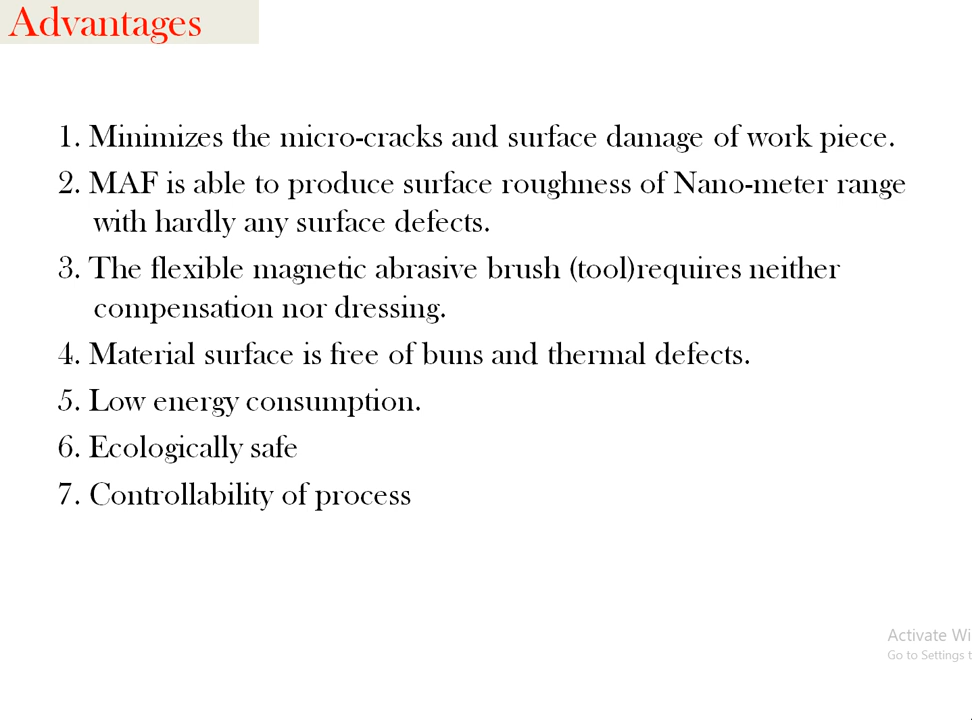 Advantages
1. Minimizes the micro-cracks and surface damage of work piece.
2. MAF is able to produce surface roughness of Nano-meter range
with hardly any surface defects.
3. The flexible magnetic abrasive brush (tool)requires neither
compensation nor dressing.
4. Material surface is free of buns and thermal defects.
5. Low energy consumption.
6. Ecologically safe
7. Controllability of process
Activate Wi
Go to Settings t